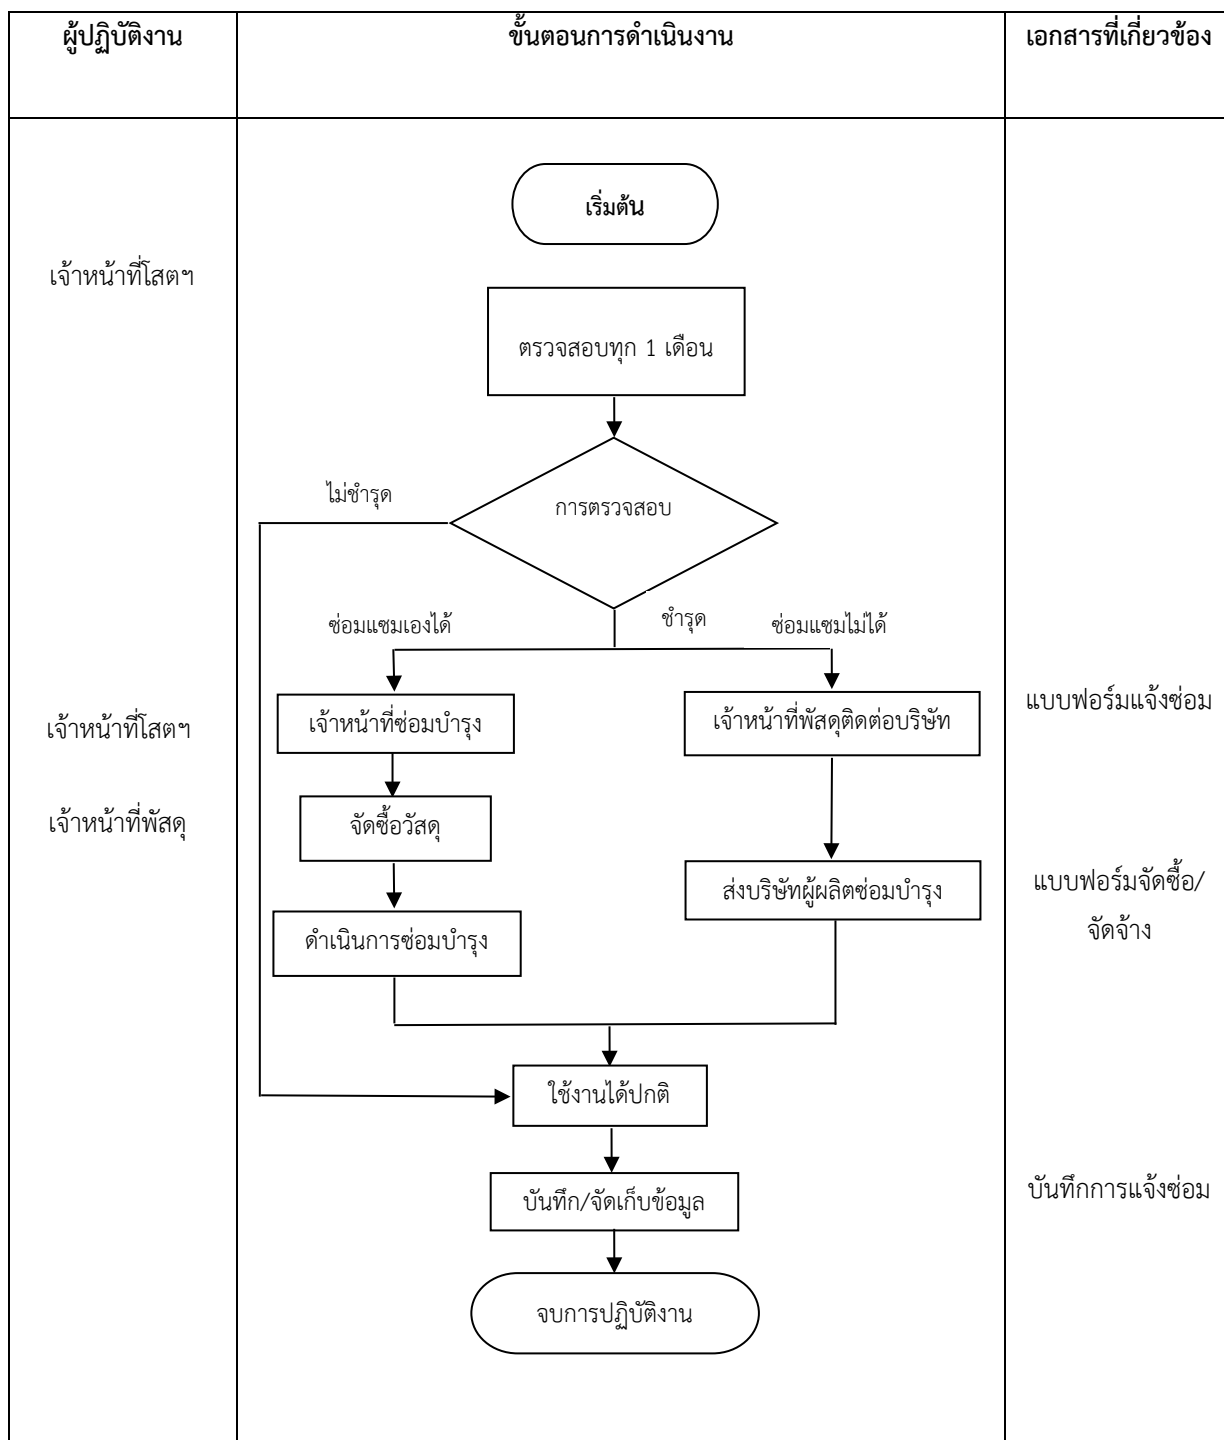 ผู้ปฏิบัติงาน
ขั้นตอนการดำเนินงาน
เอกสารที่เกี่ยวข้อง
เริ่มต้น
เจ้าหน้าที่โสตฯ
ตรวจสอบทุก 1 เดือน
ไม่ชำรุด
การตรวจสอบ
ซ่อมแซมเองได้
ชำรุด
ซ่อมแซมไม่ได้
เจ้าหน้าที่โสตฯ
เจ้าหน้าที่ซ่อมบำรุง
เจ้าหน้าที่พัสดุติดต่อบริษัท
แบบฟอร์มแจ้งซ่อม
เจ้าหน้าที่พัสดุ
จัดซื้อวัสดุ
ส่งบริษัทผู้ผลิตซ่อมบำรุง
แบบฟอร์มจัดซื้อ/
จัดจ้าง
ดำเนินการซ่อมบำรุง
ใช้งานได้ปกติ
บันทึก/จัดเก็บข้อมูล
บันทึกการแจ้งซ่อม
จบการปฏิบัติงาน